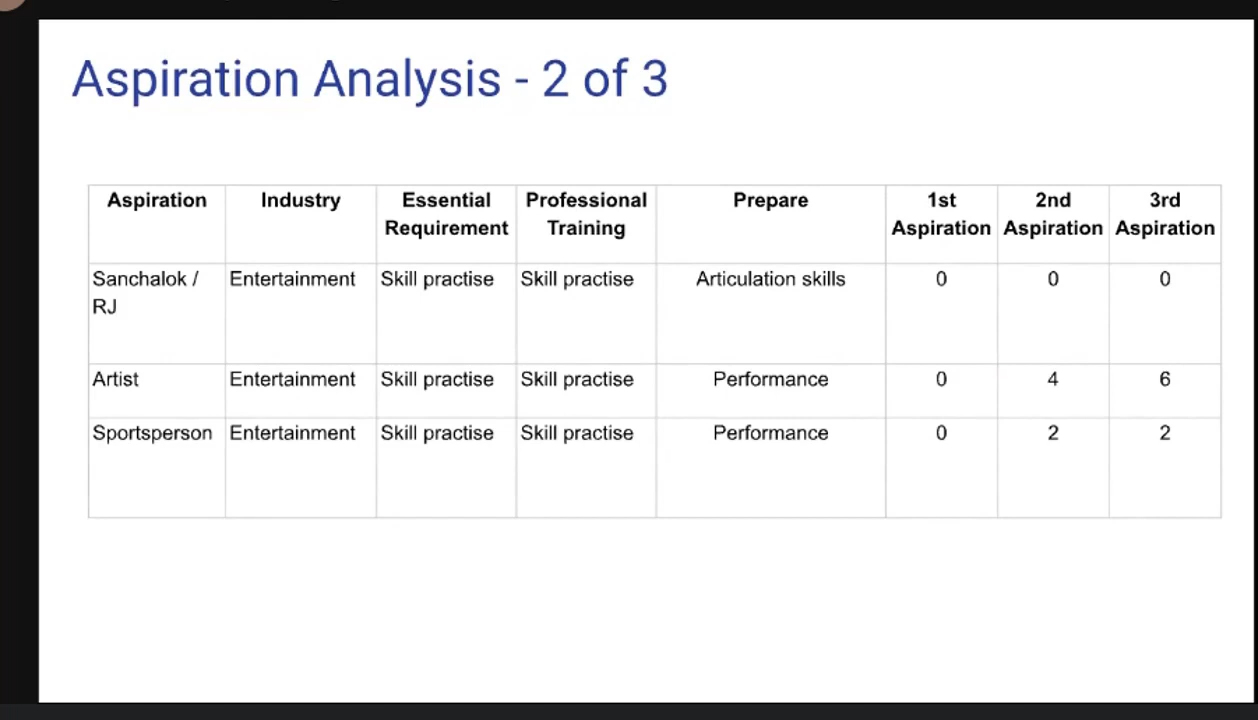 Aspiration Analysis - 2 of 3
Aspiration Industry Essential Requirement Professional Training Prepare 1st Aspiration 2nd Aspiration 3rd Aspiration
Sanchalok / RJ Entertainment Skill practise Skill practise Articulation skills 0 0 0
Artist Entertainment Skill practise Skill practise Performance 0 4 6
Sportsperson Entertainment Skill practise Skill practise Performance 0 2 2